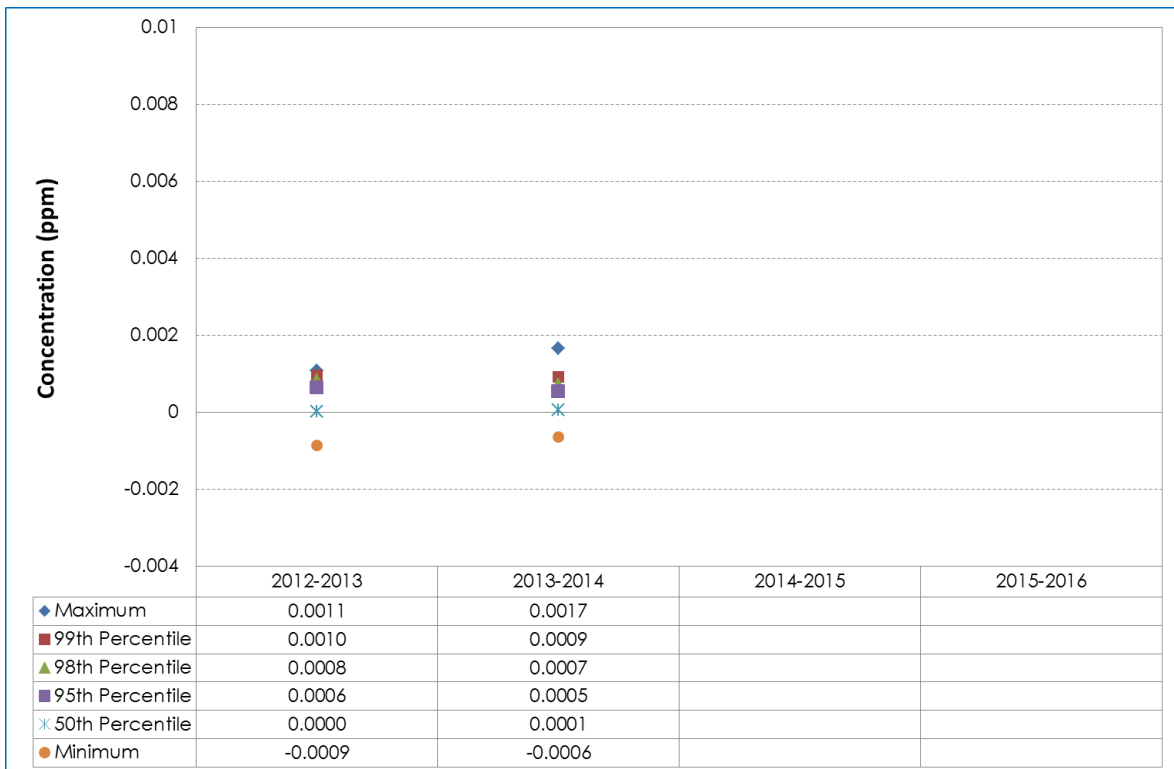 0.01
0.008
0.006
0.004
0.002
0
-0.002
-0.004
Concentration (ppm)
2012-2013 2013-2014 2014-2015 2015-2016
Maximum 0.0011 0.0017
99th Percentile 0.0010 0.0009
98th Percentile 0.0008 0.0007
95th Percentile 0.0006 0.0005
50th Percentile 0.0000 0.0001
Minimum -0.0009 -0.0006